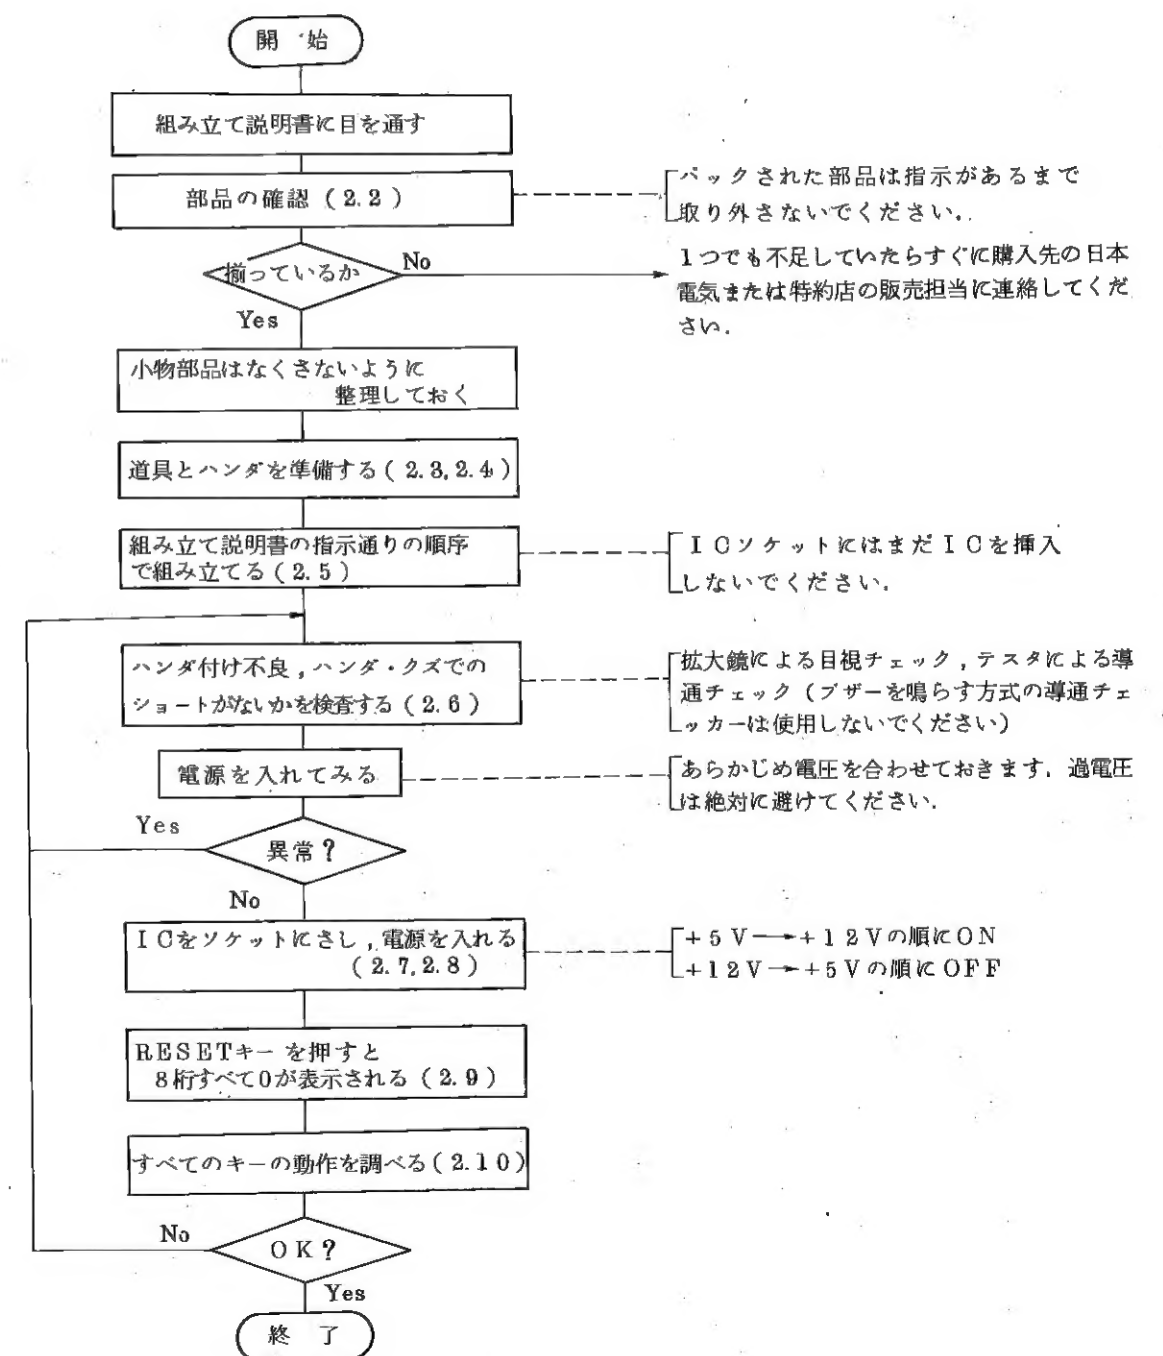 開始
組み立て説明書に目を通す
部品の確認(2.2)
パックされた部品は指示があるまで
取り外さないでください.
揃っているか
No
1つでも不足していたらすぐに購入先の日本
電気または特約店の販売担当に連絡してくだ
さい.
Yes
小物部品はなくさないように
整理しておく
道具とハンダを準備する(2.3,2.4)
組み立て説明書の指示通りの順序
で組み立てる(2.5)
ICソケットにはまだICを挿入
しないでください.
ハンダ付け不良,ハンダ・クズでの
ショートがないかを検査する(2.6)
拡大鏡による目視チェック,テスタによる導
通チェック(ブザーを鳴らす方式の導通チェ
ッカーは使用しないでください)
電源を入れてみる
あらかじめ電圧を合わせておきます.過電圧
は絶対に避けてください.
Yes
異常?
No
ICをソケットにさし,電源を入れる
(2.7,2.8)
+5V→+12Vの順にON
+12V→+5Vの順にOFF
RESETキーを押すと
8桁すべて0が表示される(2.9)
すべてのキーの動作を調べる(2.10)
No
OK?
Yes
終了